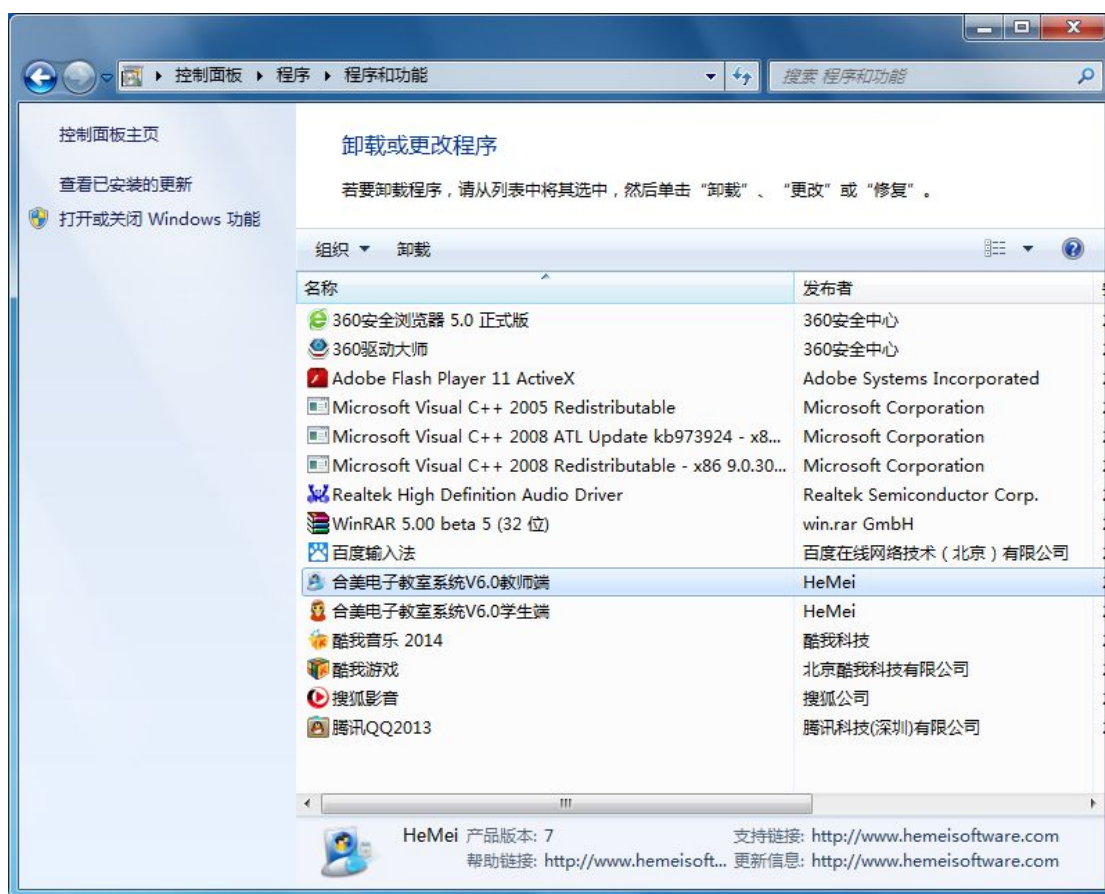 控制面板 程序 程序和功能 搜索 程序和功能
控制面板主页
查看已安装的更新
打开或关闭 Windows 功能
卸载或更改程序
若要卸载程序，请从列表中将其选中，然后单击“卸载”、“更改”或“修复”。
组织 卸载
名称 发布者
360安全浏览器 5.0 正式版 360安全中心
360驱动大师 360安全中心
Adobe Flash Player 11 ActiveX Adobe Systems Incorporated
Microsoft Visual C++ 2005 Redistributable Microsoft Corporation
Microsoft Visual C++ 2008 ATL Update kb973924 - x8... Microsoft Corporation
Microsoft Visual C++ 2008 Redistributable - x86 9.0.30... Microsoft Corporation
Realtek High Definition Audio Driver Realtek Semiconductor Corp.
WinRAR 5.00 beta 5 (32 位) win.rar GmbH
百度输入法 百度在线网络技术（北京）有限公司
合美电子教室系统V6.0教师端 HeMei
合美电子教室系统V6.0学生端 HeMei
酷我音乐 2014 酷我科技
酷我游戏 北京酷我科技有限公司
搜狐影音 搜狐公司
腾讯QQ2013 腾讯科技(深圳)有限公司
HeMei 产品版本: 7 支持链接: http://www.hemeisoftware.com
帮助链接: http://www.hemeisoft... 更新信息: http://www.hemeisoftware.com